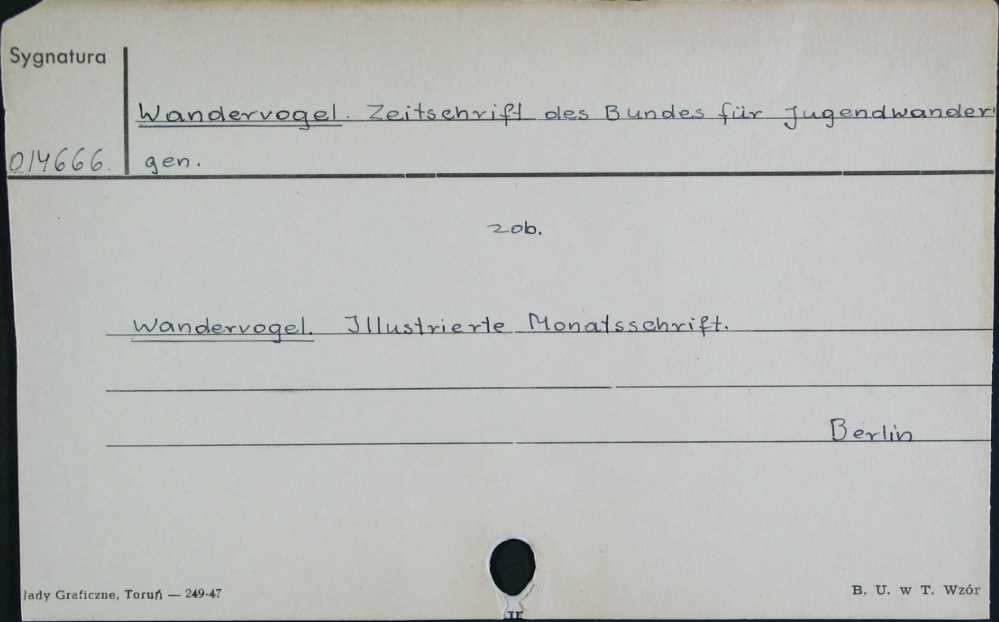 Sygnatura
Wandervogel. Zeitschrift des Bundes für Jugendwander
014666. gen.
zob.
Wandervogel. Illustrierte Monatsschrift.
Berlin
łady Graficzne, Toruń — 249-47
B. U. w T. Wzór